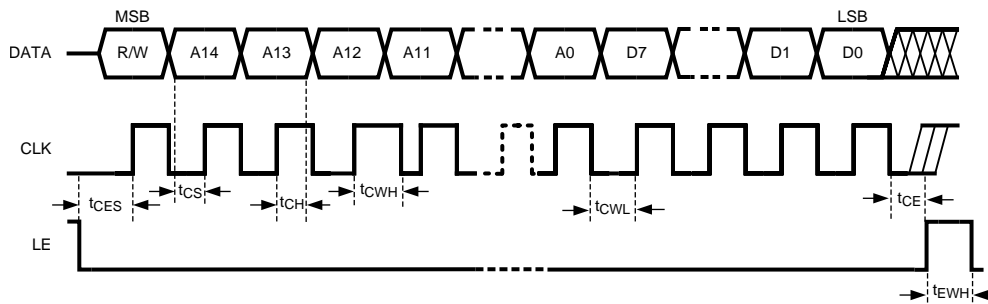 MSB LSB
DATA R/W A14 A13 A12 A11 A0 D7 D1 D0
CLK
tCES tCS tCH tCWH tCWL tCE
LE
tEWH